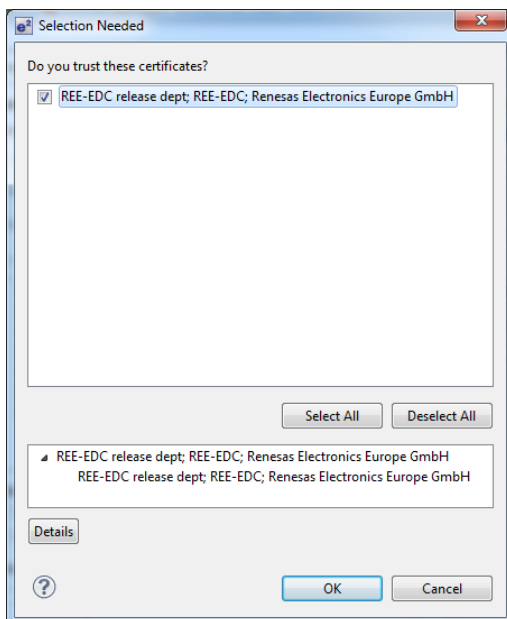 e² Selection Needed
Do you trust these certificates?
REE-EDC release dept; REE-EDC; Renesas Electronics Europe GmbH
Select All Deselect All
REE-EDC release dept; REE-EDC; Renesas Electronics Europe GmbH
REE-EDC release dept; REE-EDC; Renesas Electronics Europe GmbH
Details
? OK Cancel